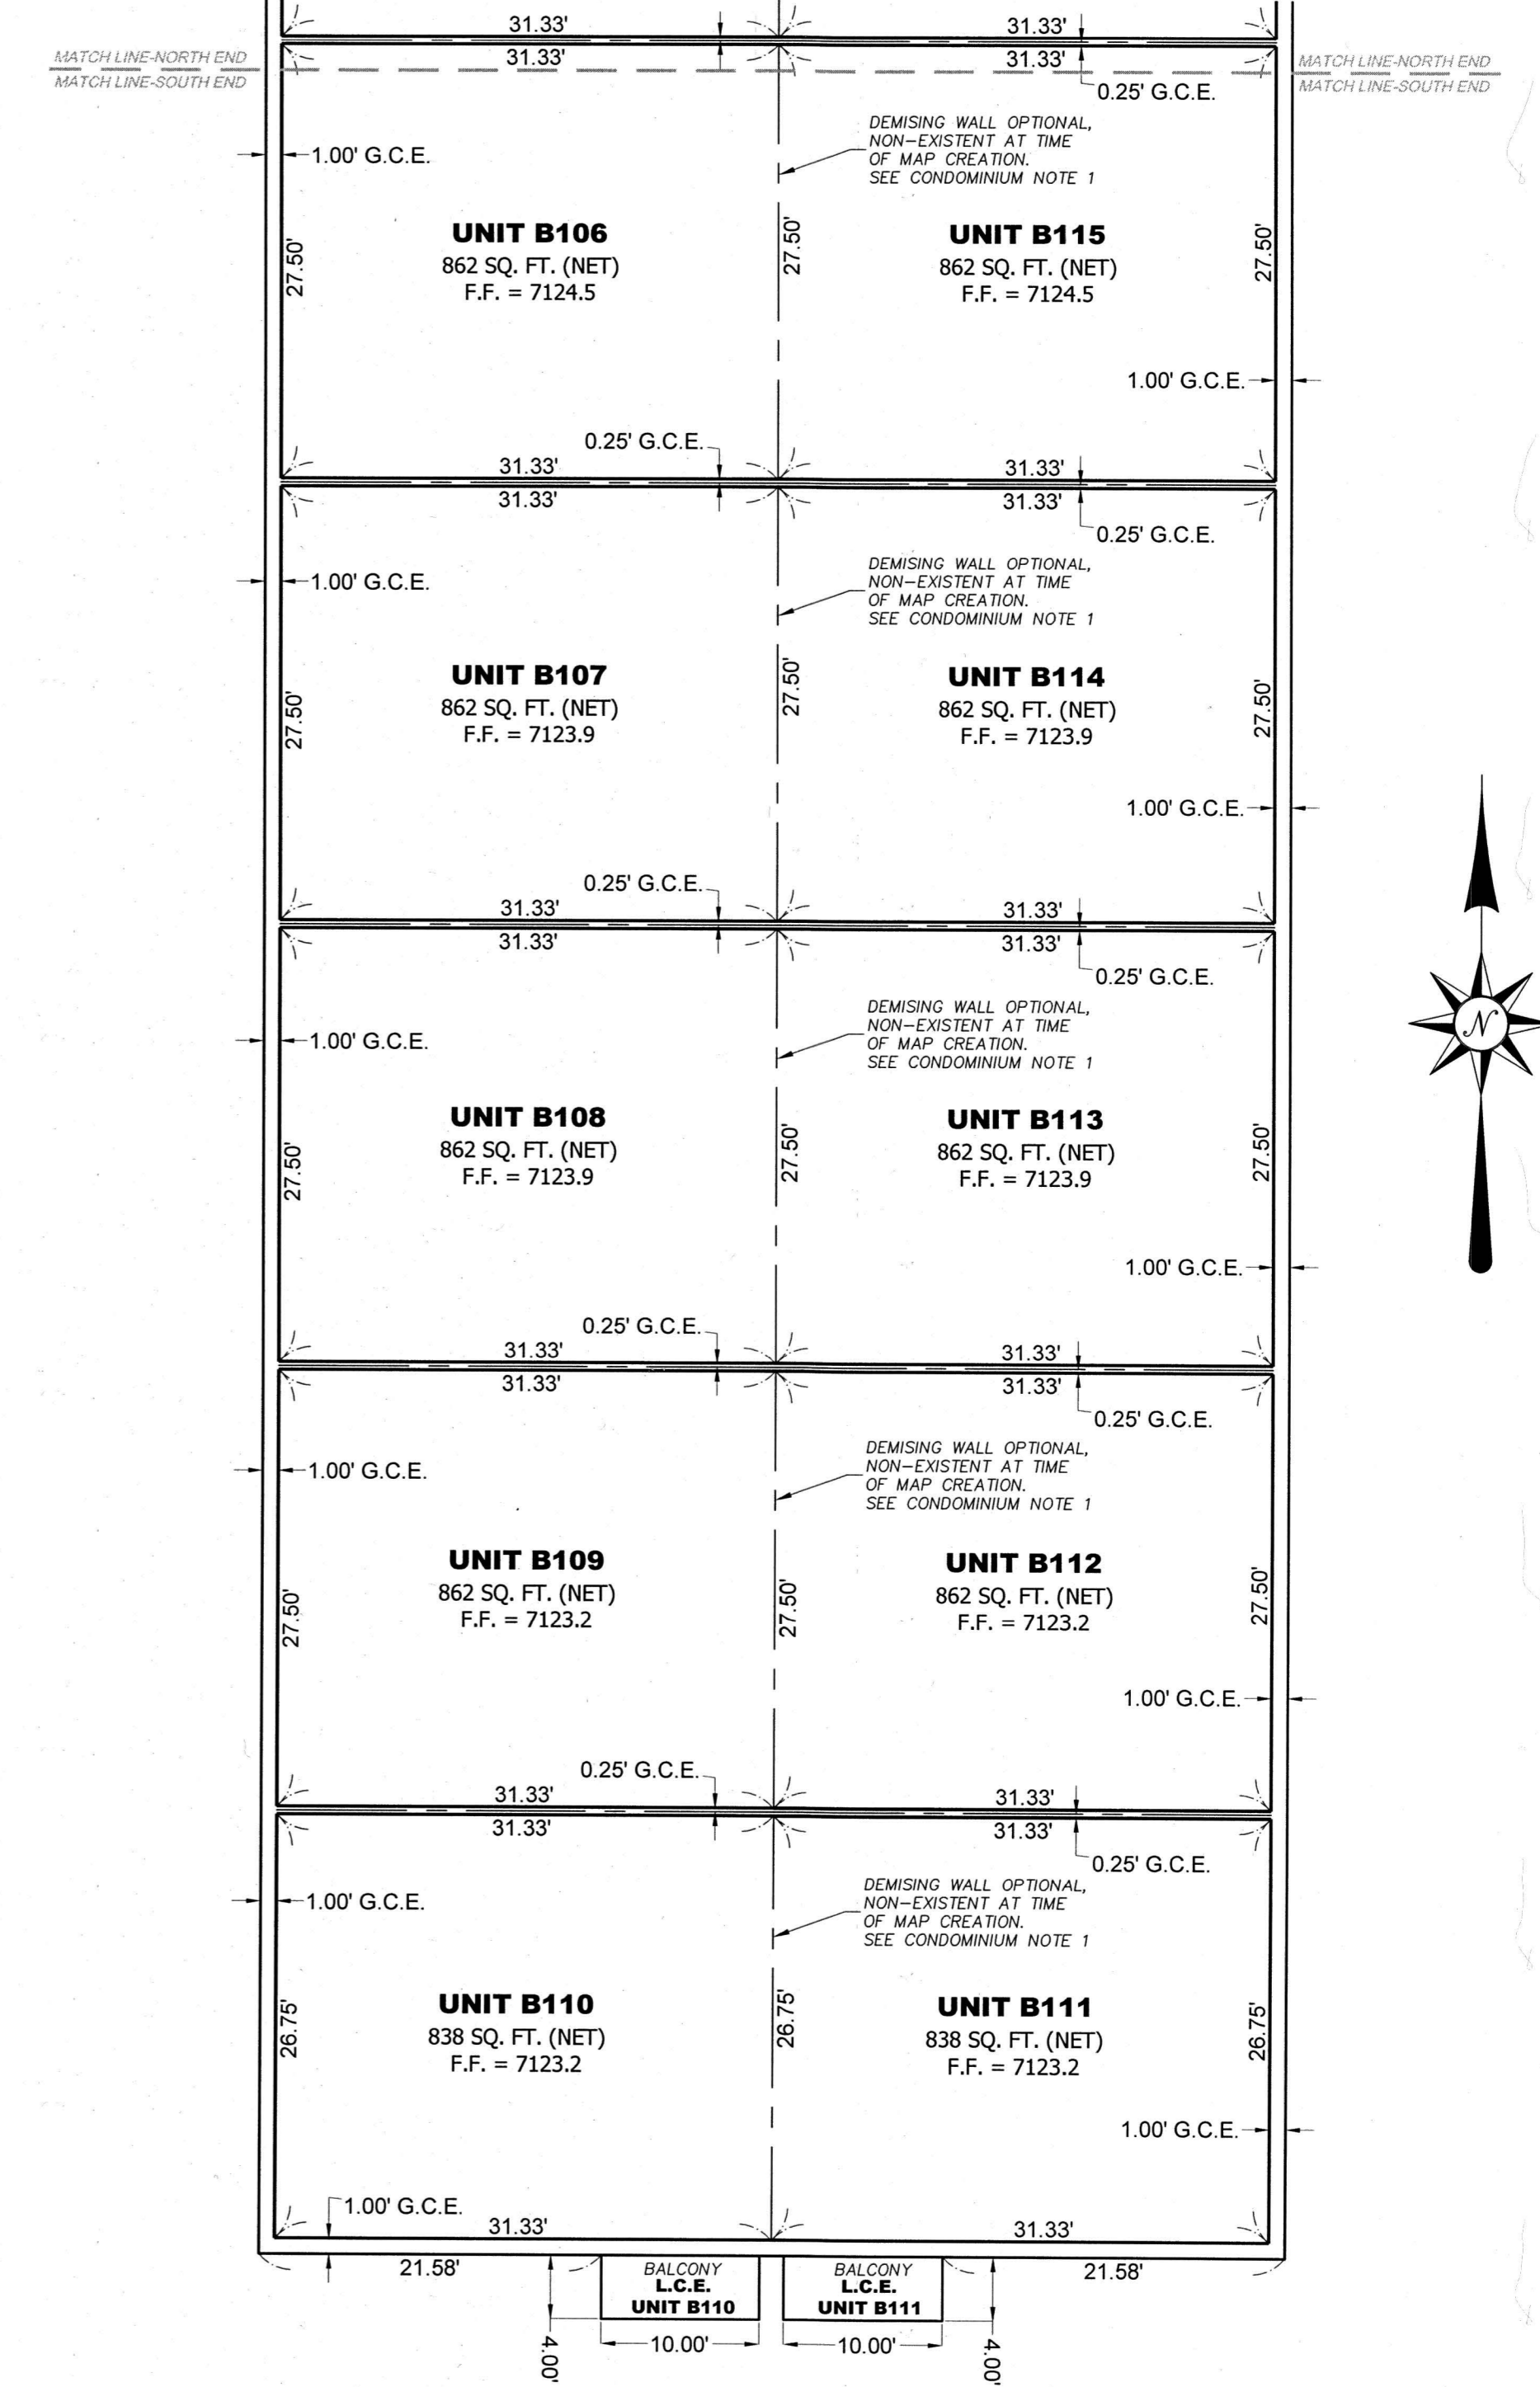 31.33'
31.33'
MATCH LINE-NORTH END
MATCH LINE-SOUTH END
31.33'
31.33'
MATCH LINE-NORTH END
MATCH LINE-SOUTH END
0.25' G.C.E.
DEMISING WALL OPTIONAL,
NON-EXISTENT AT TIME
OF MAP CREATION.
SEE CONDOMINIUM NOTE 1
1.00' G.C.E.
UNIT B106
862 SQ. FT. (NET)
F.F. = 7124.5
27.50'
27.50'
UNIT B115
862 SQ. FT. (NET)
F.F. = 7124.5
27.50'
1.00' G.C.E.
0.25' G.C.E.
31.33'
31.33'
31.33'
31.33'
0.25' G.C.E.
DEMISING WALL OPTIONAL,
NON-EXISTENT AT TIME
OF MAP CREATION.
SEE CONDOMINIUM NOTE 1
1.00' G.C.E.
UNIT B107
862 SQ. FT. (NET)
F.F. = 7123.9
27.50'
27.50'
UNIT B114
862 SQ. FT. (NET)
F.F. = 7123.9
27.50'
1.00' G.C.E.
0.25' G.C.E.
31.33'
31.33'
31.33'
31.33'
0.25' G.C.E.
DEMISING WALL OPTIONAL,
NON-EXISTENT AT TIME
OF MAP CREATION.
SEE CONDOMINIUM NOTE 1
N
1.00' G.C.E.
UNIT B108
862 SQ. FT. (NET)
F.F. = 7123.9
27.50'
27.50'
UNIT B113
862 SQ. FT. (NET)
F.F. = 7123.9
27.50'
1.00' G.C.E.
0.25' G.C.E.
31.33'
31.33'
31.33'
31.33'
0.25' G.C.E.
DEMISING WALL OPTIONAL,
NON-EXISTENT AT TIME
OF MAP CREATION.
SEE CONDOMINIUM NOTE 1
1.00' G.C.E.
UNIT B109
862 SQ. FT. (NET)
F.F. = 7123.2
27.50'
27.50'
UNIT B112
862 SQ. FT. (NET)
F.F. = 7123.2
27.50'
1.00' G.C.E.
0.25' G.C.E.
31.33'
31.33'
31.33'
31.33'
0.25' G.C.E.
DEMISING WALL OPTIONAL,
NON-EXISTENT AT TIME
OF MAP CREATION.
SEE CONDOMINIUM NOTE 1
1.00' G.C.E.
UNIT B110
838 SQ. FT. (NET)
F.F. = 7123.2
26.75'
26.75'
UNIT B111
838 SQ. FT. (NET)
F.F. = 7123.2
26.75'
1.00' G.C.E.
1.00' G.C.E.
31.33'
31.33'
21.58'
BALCONY
L.C.E.
UNIT B110
BALCONY
L.C.E.
UNIT B111
21.58'
4.00'
10.00'
10.00'
4.00'